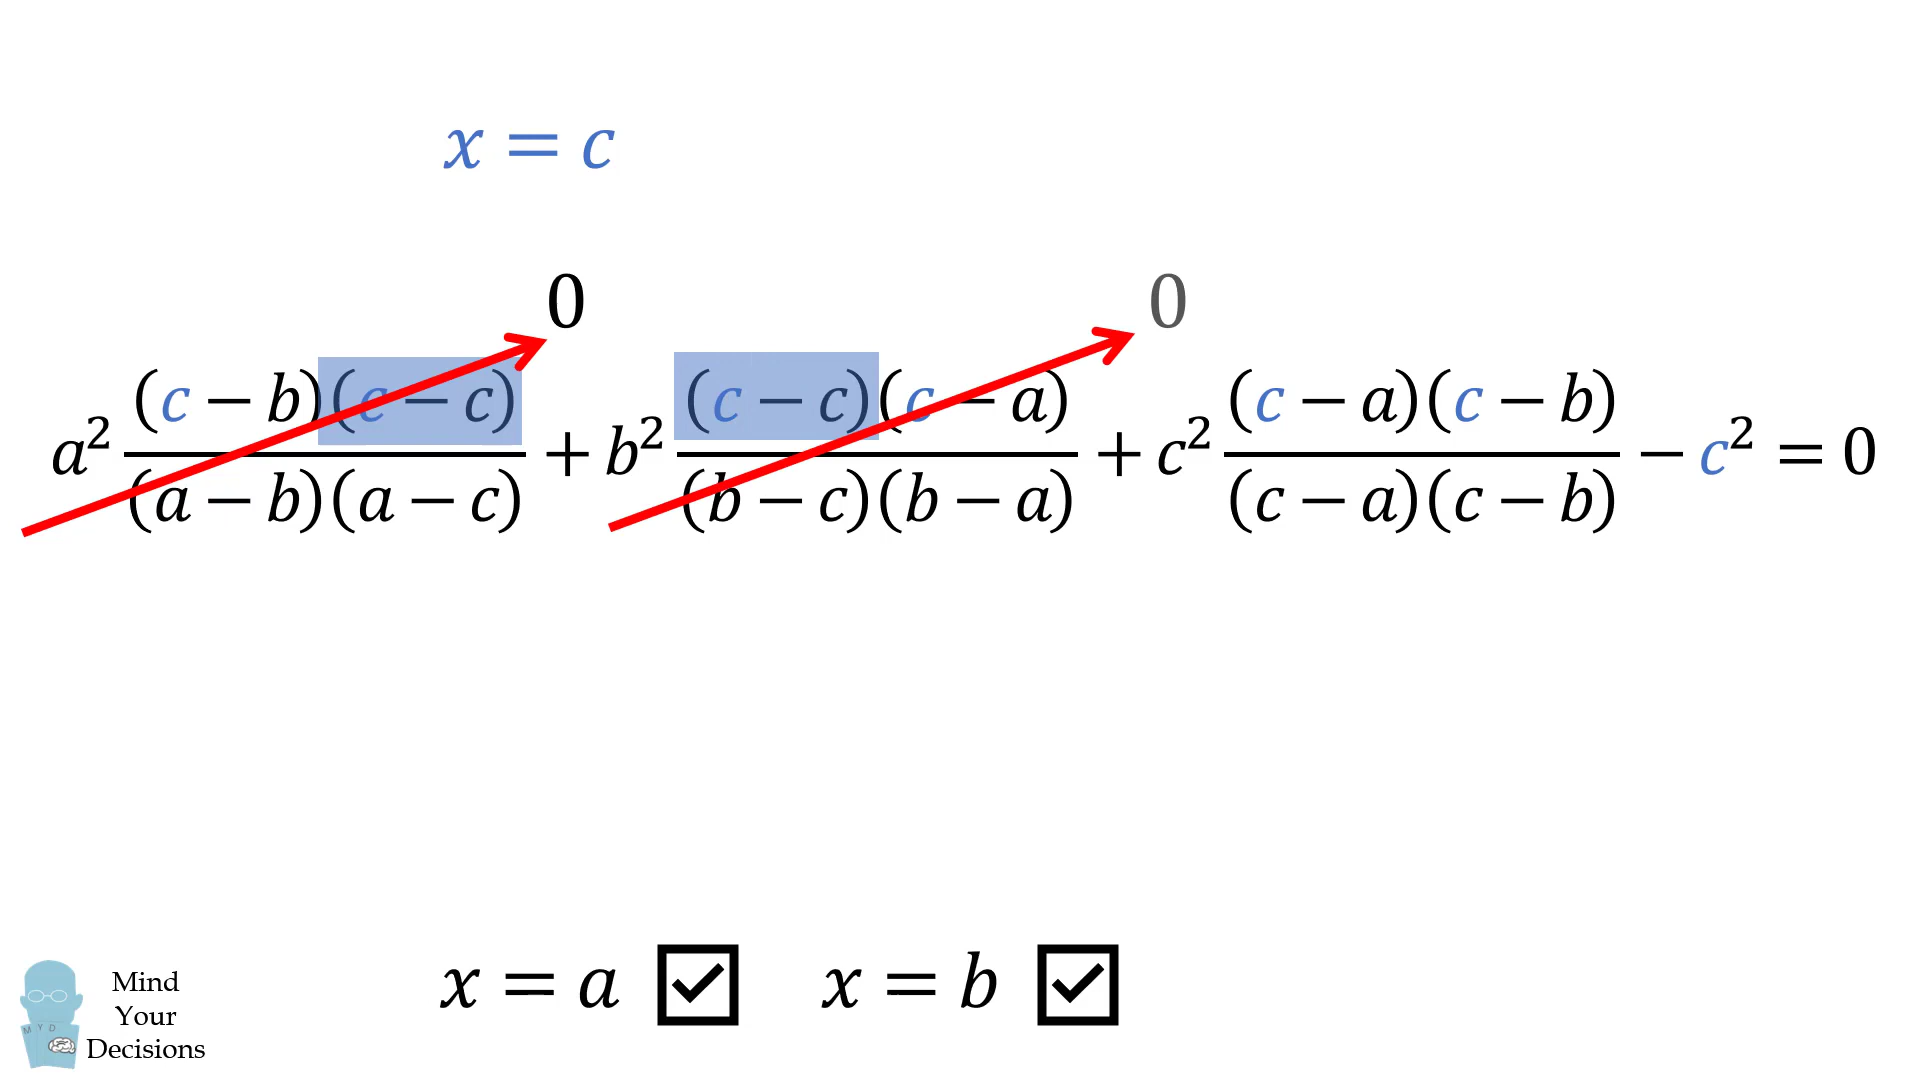 x = c
0 0
a² (c − b)(c − c) / (a − b)(a − c) + b² (c − c)(c − a) / (b − c)(b − a) + c² (c − a)(c − b) / (c − a)(c − b) − c² = 0
x = a ☑ x = b ☑
M Y D
Mind
Your
Decisions